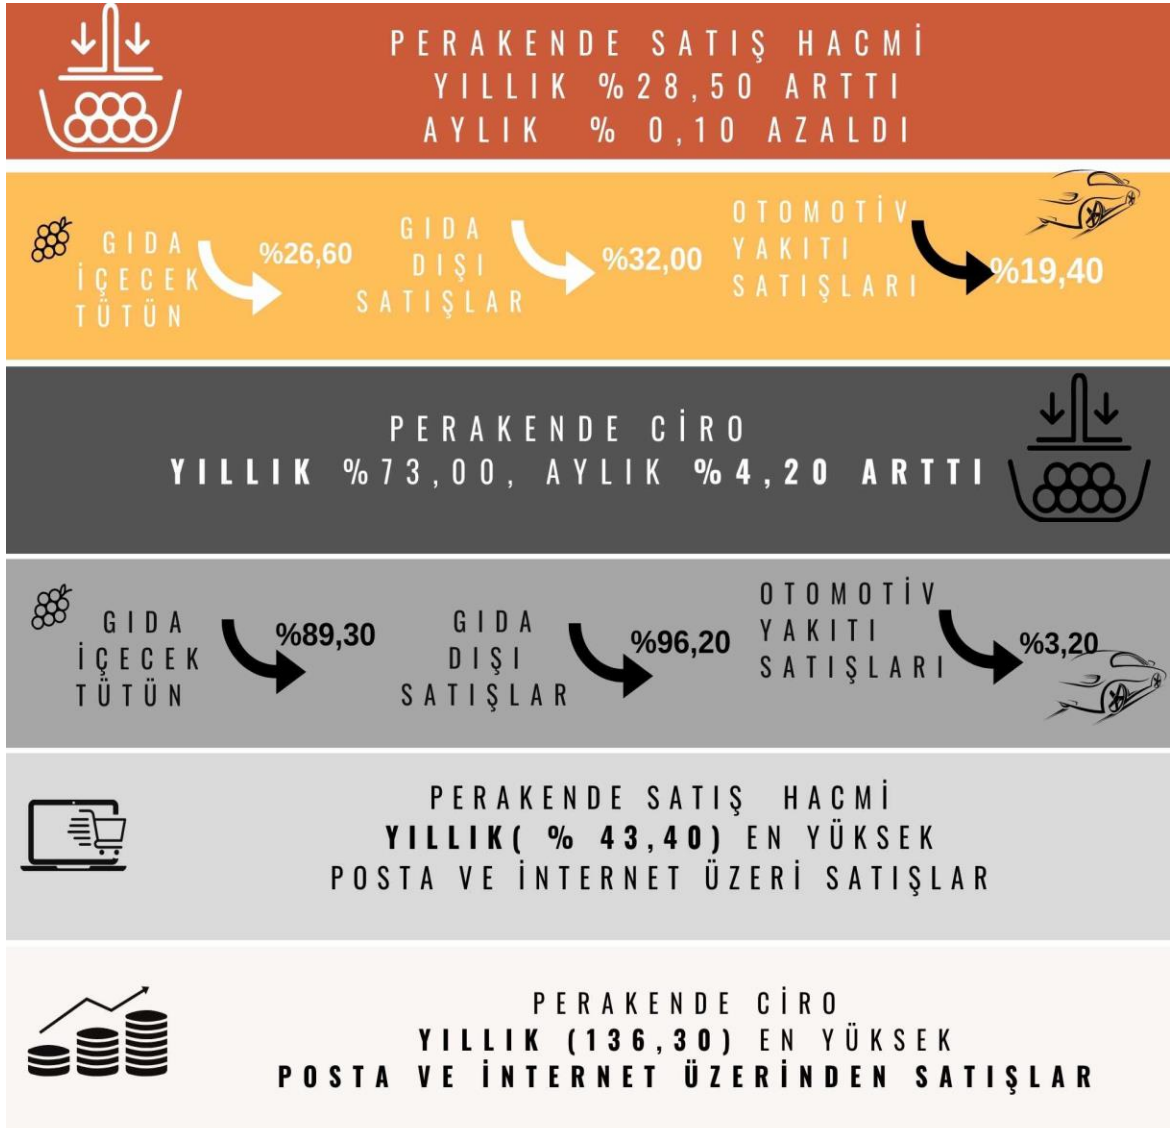 PERAKENDE SATIŞ HACMİ
YILLIK %28,50 ARTTI
AYLIK % 0,10 AZALDI
GIDA
İÇECEK
TÜTÜN
%26,60
GIDA
DIŞI
SATIŞLAR
%32,00
OTOMOTİV
YAKITI
SATIŞLARI
%19,40
PERAKENDE CİRO
YILLIK %73,00, AYLIK %4,20 ARTTI
GIDA
İÇECEK
TÜTÜN
%89,30
GIDA
DIŞI
SATIŞLAR
%96,20
OTOMOTİV
YAKITI
SATIŞLARI
%3,20
PERAKENDE SATIŞ HACMİ
YILLIK( % 43,40) EN YÜKSEK
POSTA VE İNTERNET ÜZERİ SATIŞLAR
PERAKENDE CİRO
YILLIK (136,30) EN YÜKSEK
POSTA VE İNTERNET ÜZERİNDEN SATIŞLAR